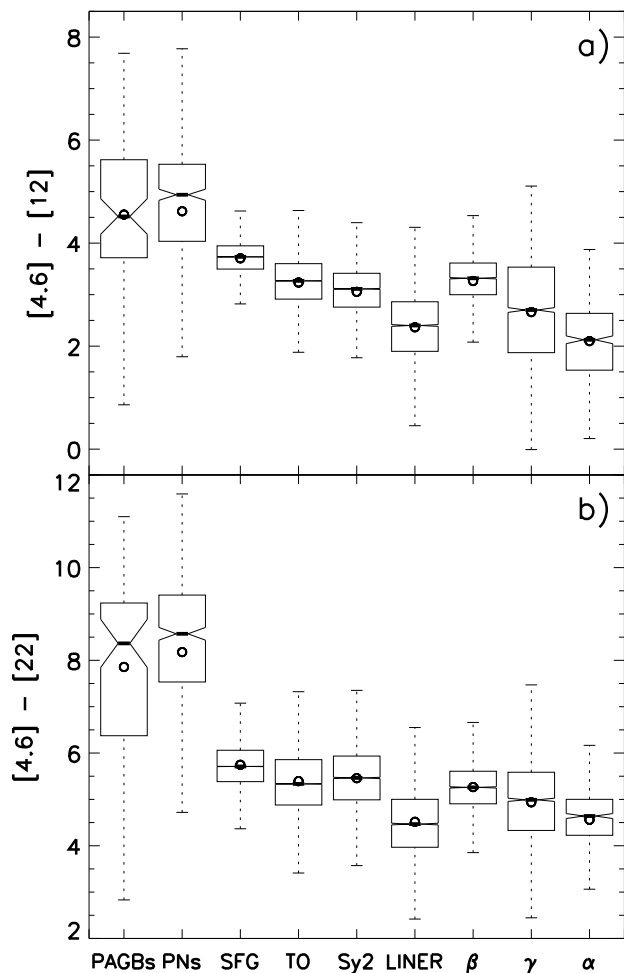 a)
8
6
4
2
0
[4.6] - [12]
b)
12
10
8
6
4
2
[4.6] - [22]
PAGBs PNs SFG TO Sy2 LINER β γ α